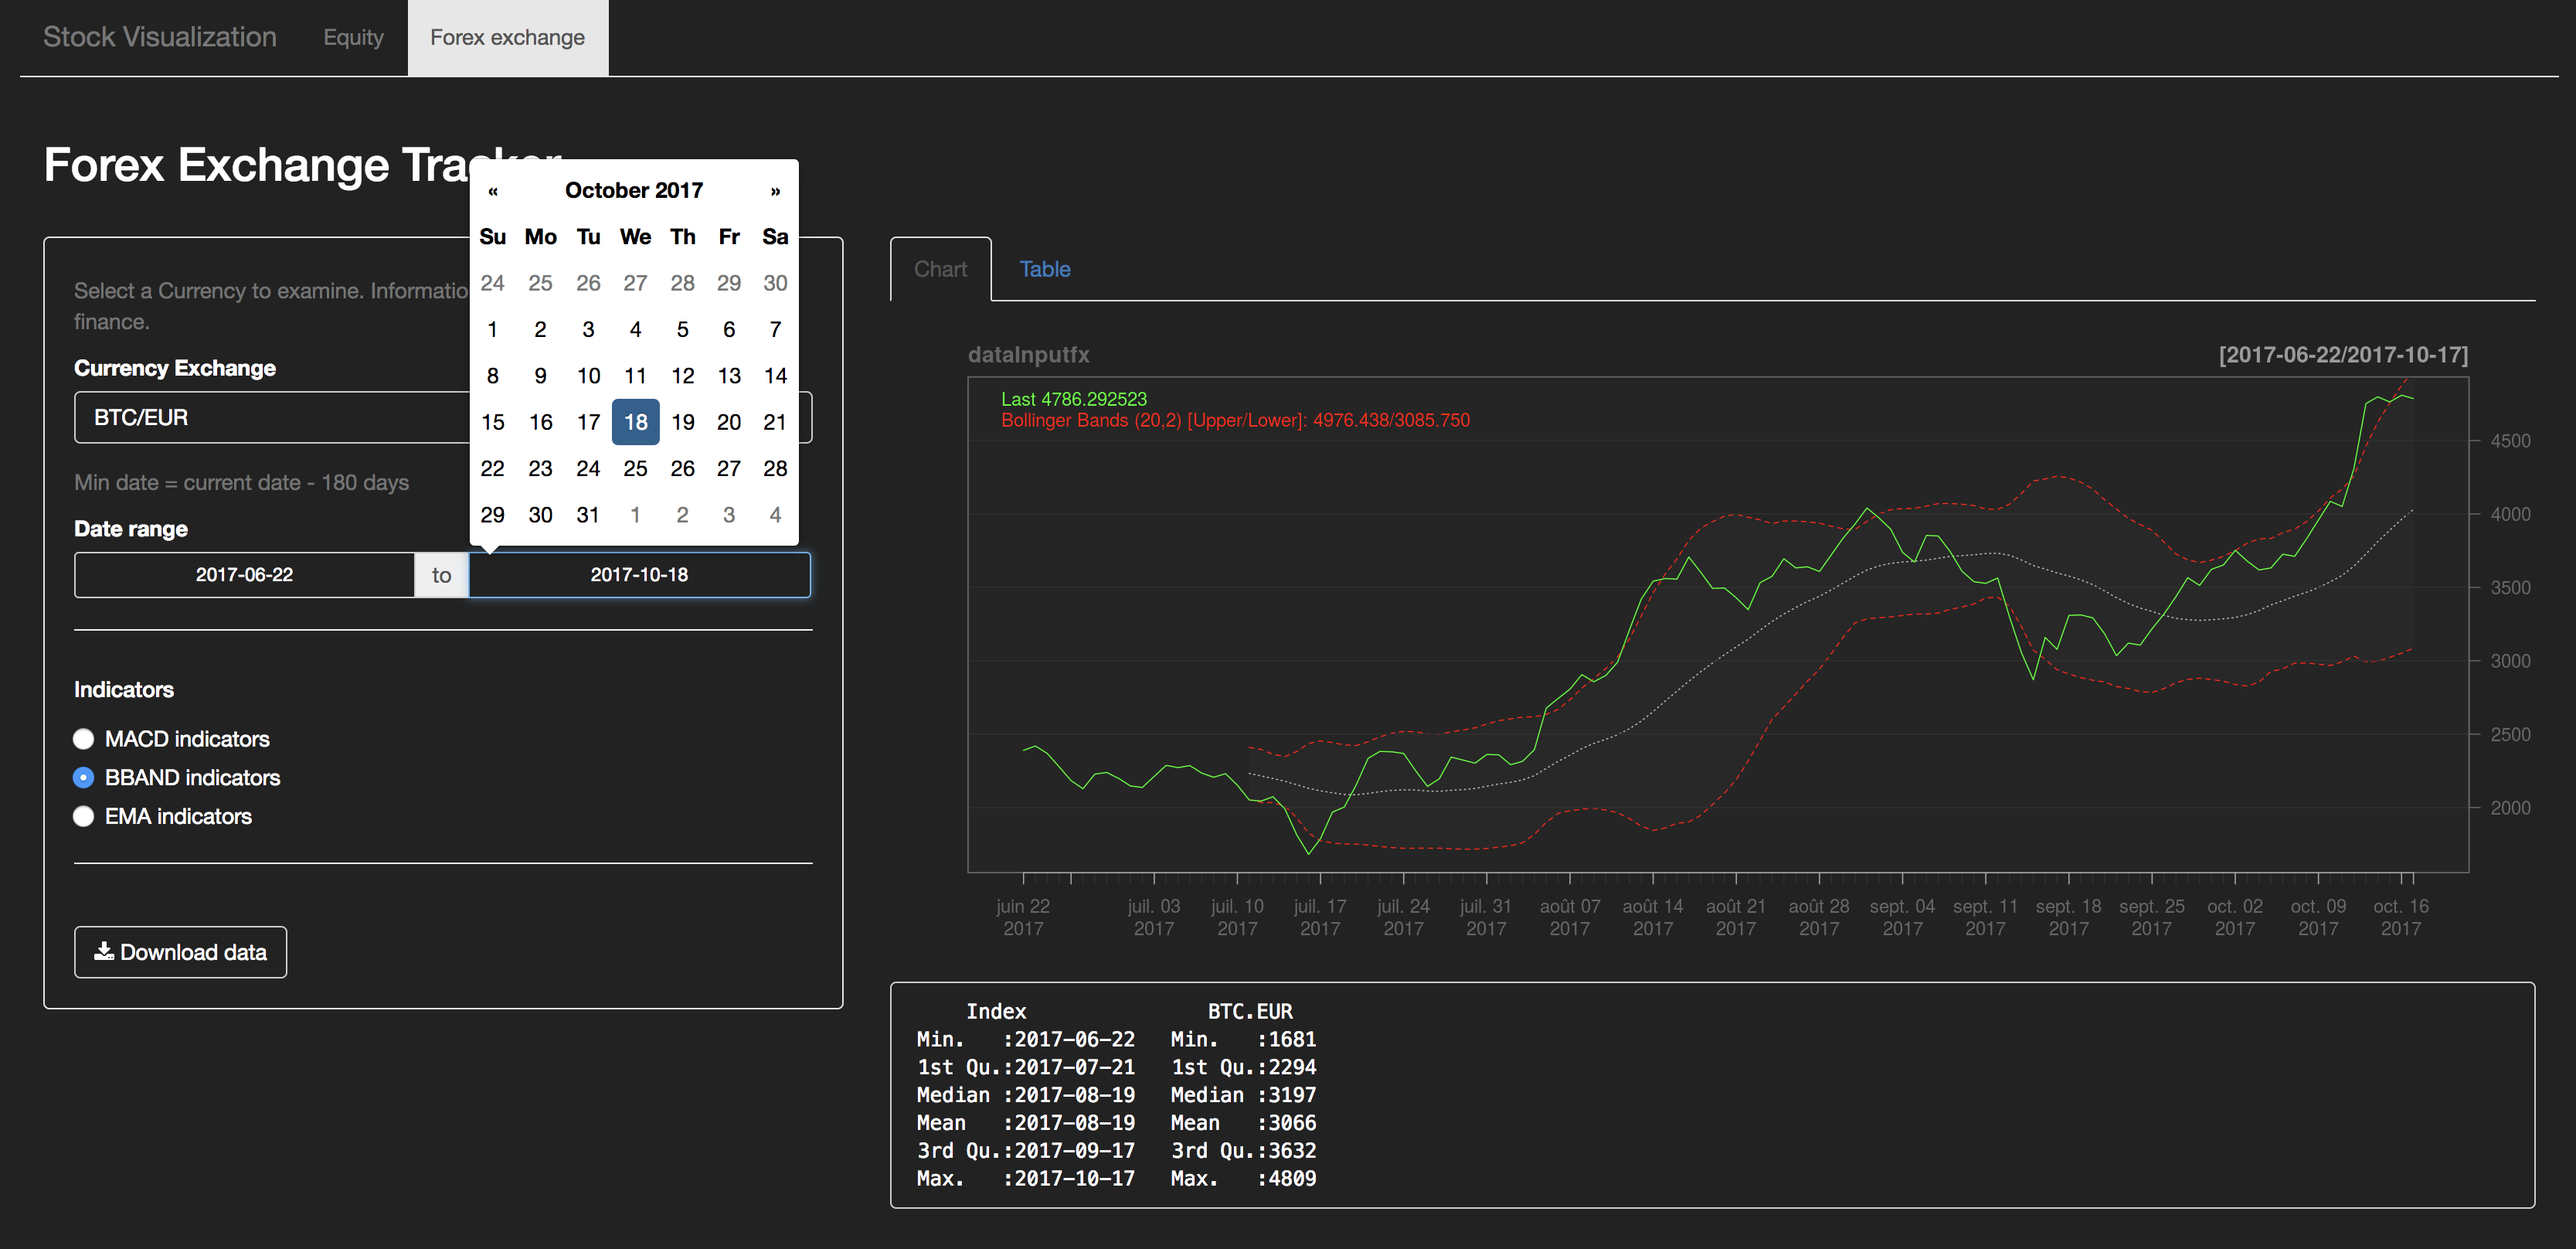 Stock Visualization Equity Forex exchange
Forex Exchange Tracker
« October 2017 »
Su Mo Tu We Th Fr Sa
24 25 26 27 28 29 30
1 2 3 4 5 6 7
8 9 10 11 12 13 14
15 16 17 18 19 20 21
22 23 24 25 26 27 28
29 30 31 1 2 3 4
Select a Currency to examine.
finance.
Currency Exchange
BTC/EUR
Min date = current date - 180 days
Date range
2017-06-22 to 2017-10-18
Indicators
MACD indicators
BBAND indicators
EMA indicators
Download data
Chart Table
dataInputfx [2017-06-22/2017-10-17]
Last 4786.292523
Bollinger Bands (20,2) [Upper/Lower]: 4976.438/3085.750
4500
4000
3500
3000
2500
2000
juin 22 juil. 03 juil. 10 juil. 17 juil. 24 juil. 31 août 07 août 14 août 21 août 28 sept. 04 sept. 11 sept. 18 sept. 25 oct. 02 oct. 09 oct. 16
2017 2017 2017 2017 2017 2017 2017 2017 2017 2017 2017 2017 2017 2017 2017 2017 2017
Index BTC.EUR
Min. :2017-06-22 Min. :1681
1st Qu.:2017-07-21 1st Qu.:2294
Median :2017-08-19 Median :3197
Mean :2017-08-19 Mean :3066
3rd Qu.:2017-09-17 3rd Qu.:3632
Max. :2017-10-17 Max. :4809